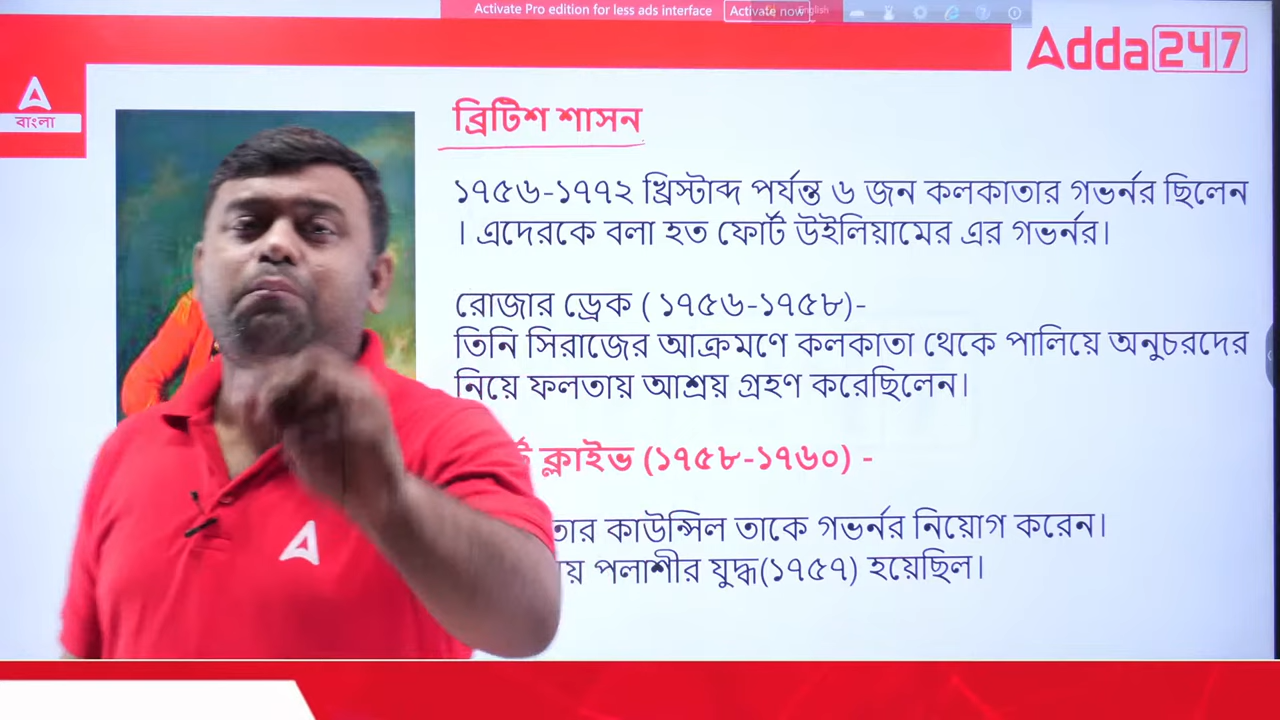 Activate Pro edition for less ads interface
Activate now
English
Adda247
বাংলা
ব্রিটিশ শাসন
১৭৫৬-১৭৭২ খ্রিস্টাব্দ পর্যন্ত ৬ জন কলকাতার গভর্নর ছিলেন
। এদেরকে বলা হত ফোর্ট উইলিয়ামের এর গভর্নর।
রোজার ড্রেক ( ১৭৫৬-১৭৫৮)-
তিনি সিরাজের আক্রমণে কলকাতা থেকে পালিয়ে অনুচরদের
নিয়ে ফলতায় আশ্রয় গ্রহণ করেছিলেন।
ক্লাইভ (১৭৫৮-১৭৬০) -
কাউন্সিল তাকে গভর্নর নিয়োগ করেন।
পলাশীর যুদ্ধ(১৭৫৭) হয়েছিল।